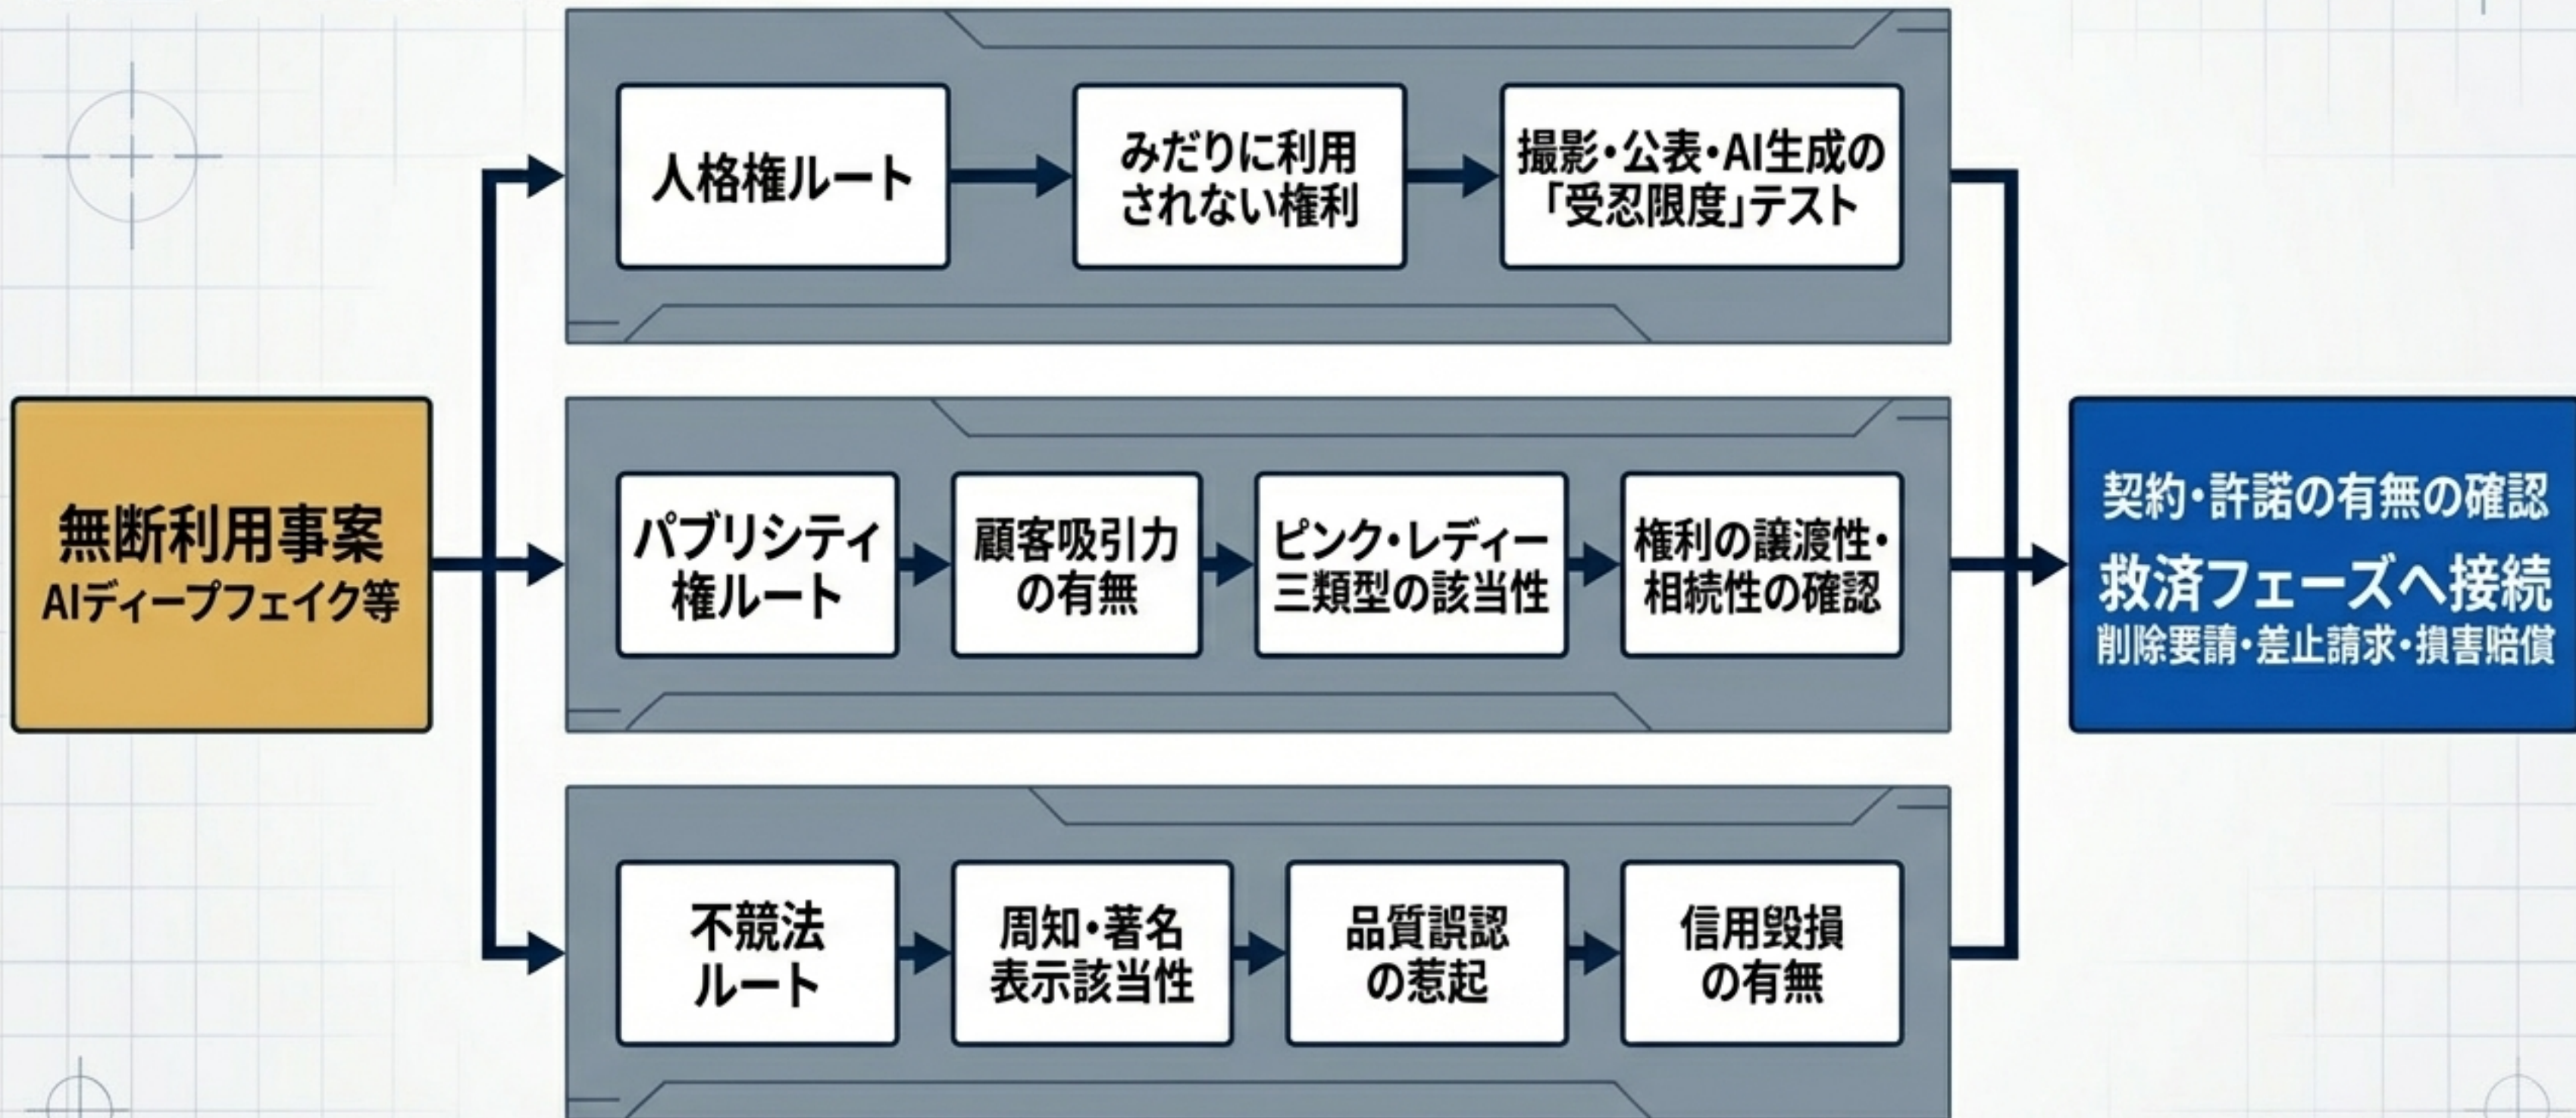 無断利用事案
AIディープフェイク等
人格権ルート
みだりに利用
されない権利
撮影・公表・AI生成の
「受忍限度」テスト
パブリシティ
権ルート
顧客吸引力
の有無
ピンク・レディー
三類型の該当性
権利の譲渡性・
相続性の確認
不競法
ルート
周知・著名
表示該当性
品質誤認
の惹起
信用毀損
の有無
契約・許諾の有無の確認
救済フェーズへ接続
削除要請・差止請求・損害賠償